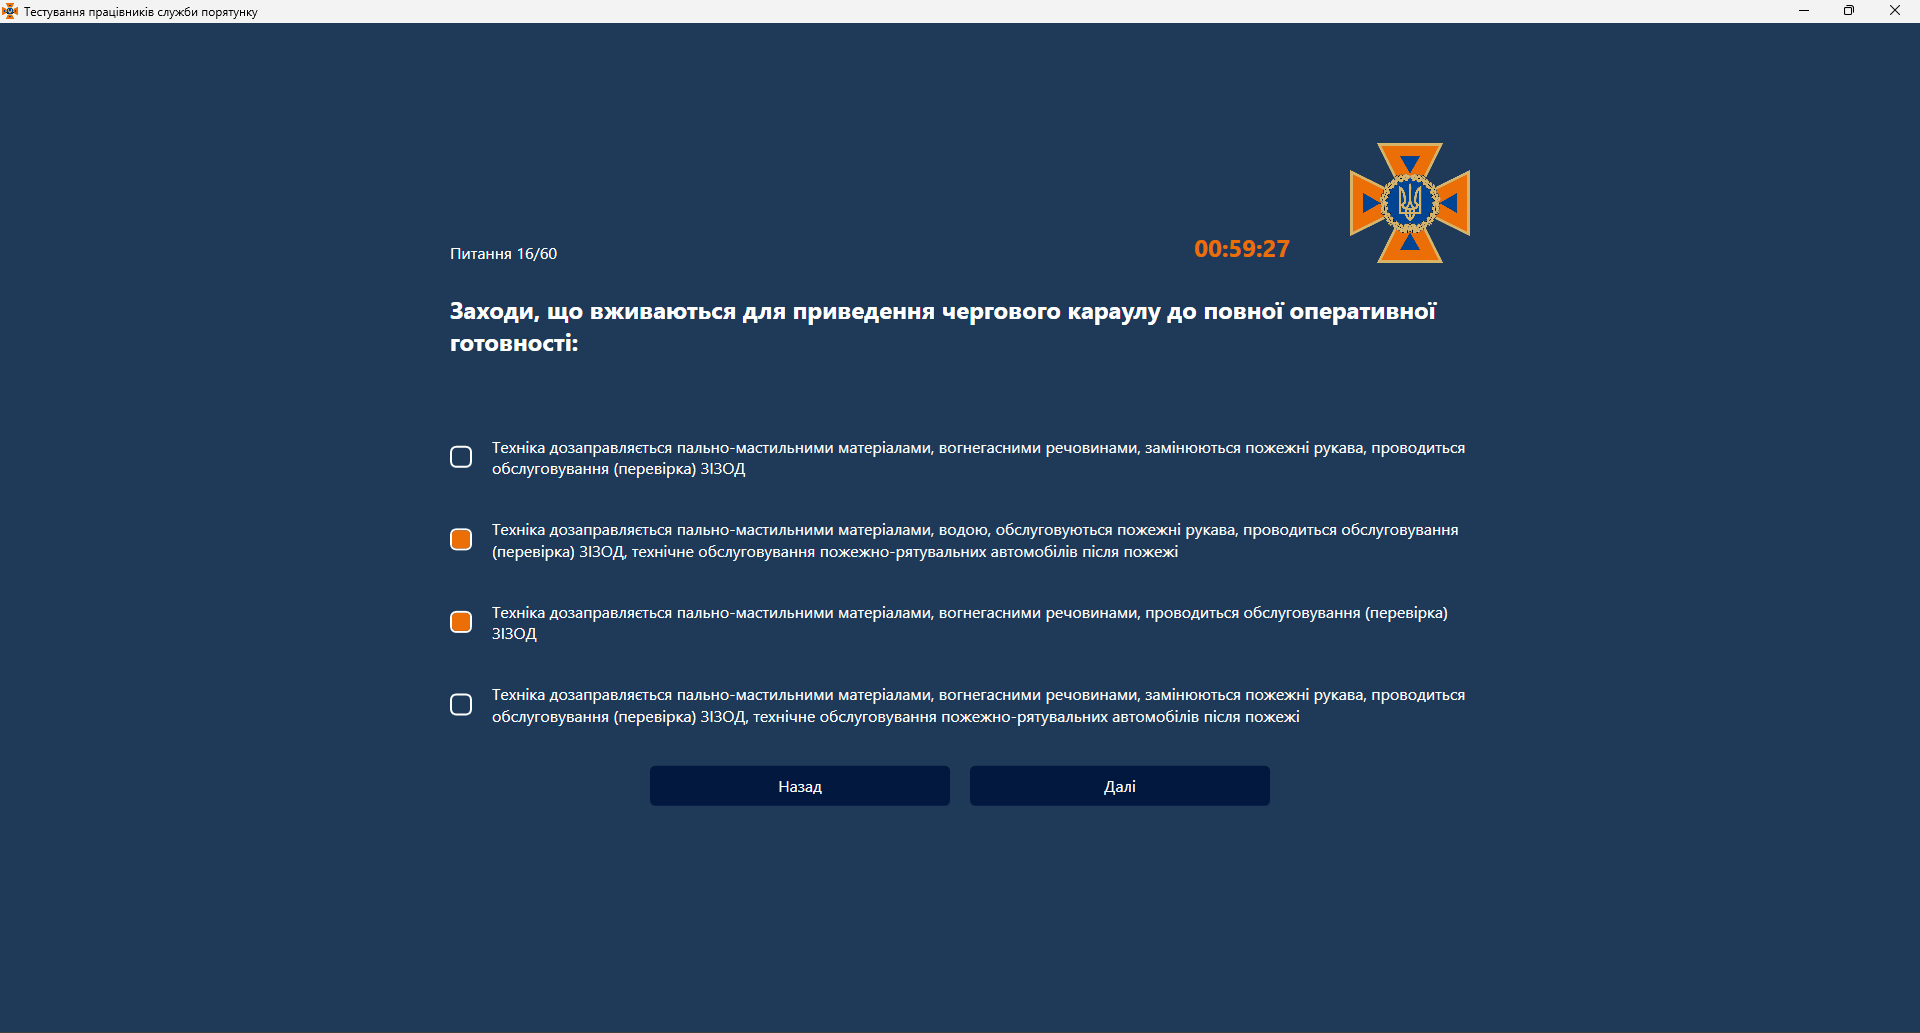 Тестування працівників служби порятунку
Питання 16/60
00:59:27
Заходи, що вживаються для приведення чергового караулу до повної оперативної
готовності:
Техніка дозаправляється пально-мастильними матеріалами, вогнегасними речовинами, замінюються пожежні рукава, проводиться
обслуговування (перевірка) ЗІЗОД
Техніка дозаправляється пально-мастильними матеріалами, водою, обслуговуються пожежні рукава, проводиться обслуговування
(перевірка) ЗІЗОД, технічне обслуговування пожежно-рятувальних автомобілів після пожежі
Техніка дозаправляється пально-мастильними матеріалами, вогнегасними речовинами, проводиться обслуговування (перевірка)
ЗІЗОД
Техніка дозаправляється пально-мастильними матеріалами, вогнегасними речовинами, замінюються пожежні рукава, проводиться
обслуговування (перевірка) ЗІЗОД, технічне обслуговування пожежно-рятувальних автомобілів після пожежі
Назад
Далі